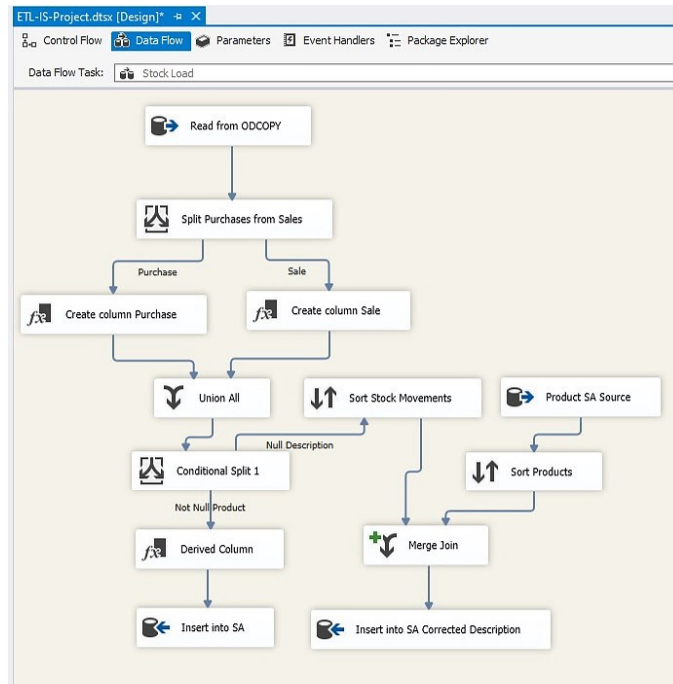 ETL-IS-Project.dtsx [Design]*
Control Flow Data Flow Parameters Event Handlers Package Explorer
Data Flow Task: Stock Load
Read from ODCOPY
Split Purchases from Sales
Purchase Sale
Create column Purchase Create column Sale
Union All Sort Stock Movements Product SA Source
Null Description
Conditional Split 1 Sort Products
Not Null Product
Derived Column Merge Join
Insert into SA Insert into SA Corrected Description